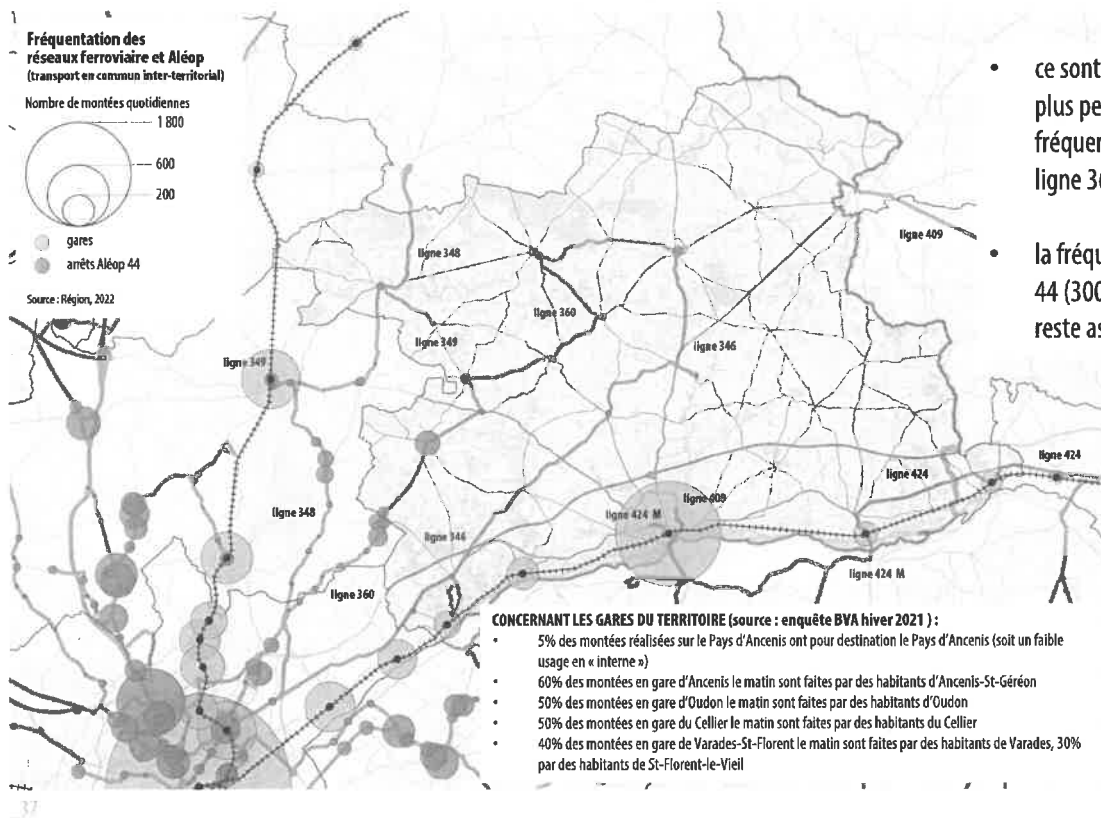 Fréquentation des
réseaux ferroviaire et Aléop
(transport en commun inter-territorial)
Nombre de montées quotidiennes
1 800
600
200
gares
arrêts Aléop 44
Source : Région, 2022
ligne 348
ligne 409
ligne 360
ligne 349
ligne 346
ligne 349
ligne 424
ligne 424
ligne 409
ligne 424 M
ligne 348
ligne 346
ligne 424 M
ligne 360
• ce sont
plus pe
fréquer
ligne 36
• la fréqu
44 (300
reste as
CONCERNANT LES GARES DU TERRITOIRE (source : enquête BVA hiver 2021 ) :
• 5% des montées réalisées sur le Pays d'Ancenis ont pour destination le Pays d'Ancenis (soit un faible
usage en « interne »)
• 60% des montées en gare d'Ancenis le matin sont faites par des habitants d'Ancenis-St-Géréon
• 50% des montées en gare d'Oudon le matin sont faites par des habitants d'Oudon
• 50% des montées en gare du Cellier le matin sont faites par des habitants du Cellier
• 40% des montées en gare de Varades-St-Florent le matin sont faites par des habitants de Varades, 30%
par des habitants de St-Florent-le-Vieil
37